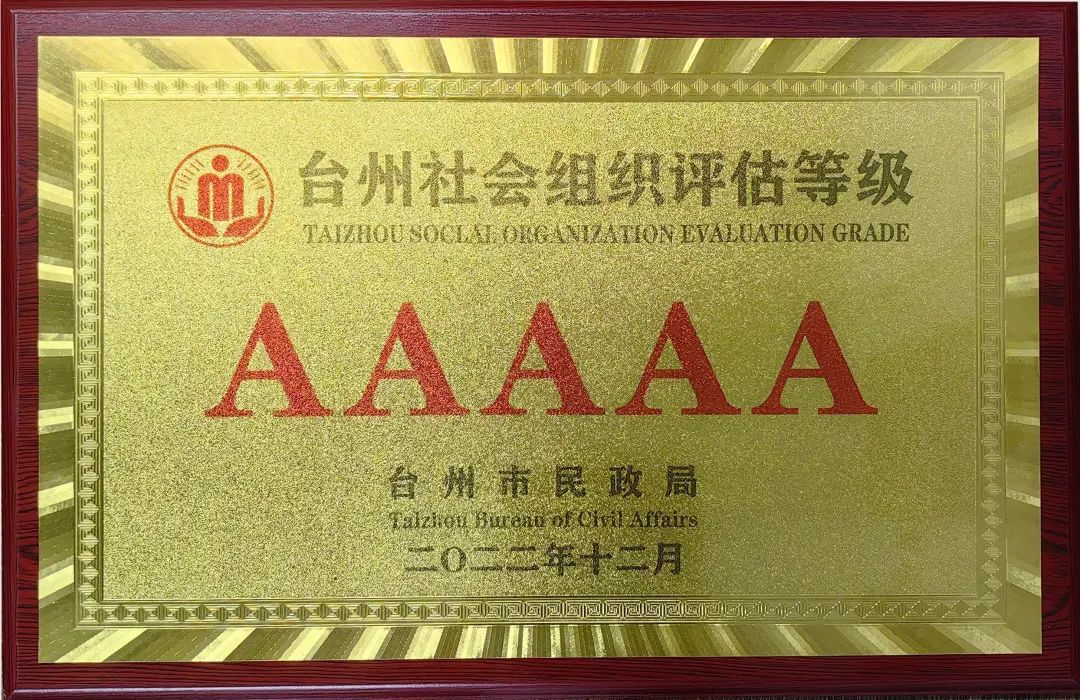 台州社会组织评估等级
TAIZHOU SOCLAL ORGANIZATION EVALUATION GRADE
AAAAA
台州市民政局
Taizhou Bureau of Civil Affairs
二〇二二年十二月